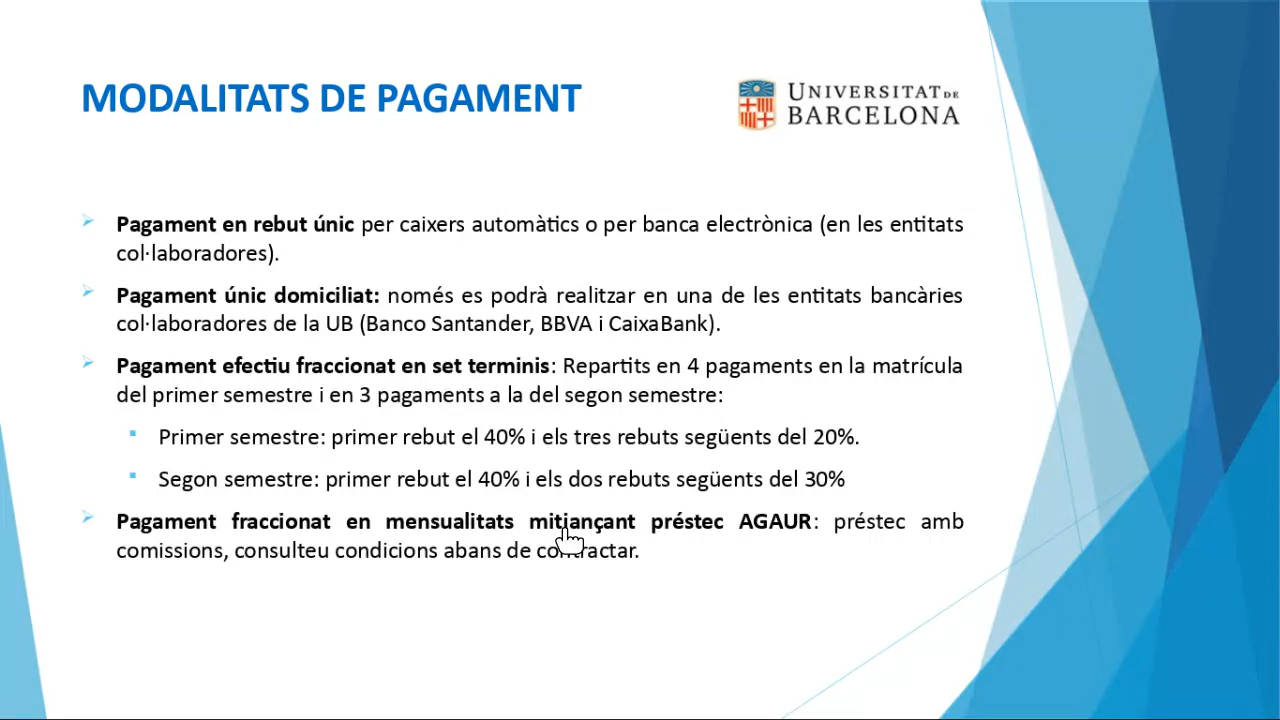 MODALITATS DE PAGAMENT
UNIVERSITAT DE
BARCELONA
Pagament en rebut únic per caixers automàtics o per banca electrònica (en les entitats
col·laboradores).
Pagament únic domiciliat: només es podrà realitzar en una de les entitats bancàries
col·laboradores de la UB (Banco Santander, BBVA i CaixaBank).
Pagament efectiu fraccionat en set terminis: Repartits en 4 pagaments en la matrícula
del primer semestre i en 3 pagaments a la del segon semestre:
Primer semestre: primer rebut el 40% i els tres rebuts següents del 20%.
Segon semestre: primer rebut el 40% i els dos rebuts següents del 30%
Pagament fraccionat en mensualitats mitjançant préstec AGAUR: préstec amb
comissions, consulteu condicions abans de contractar.